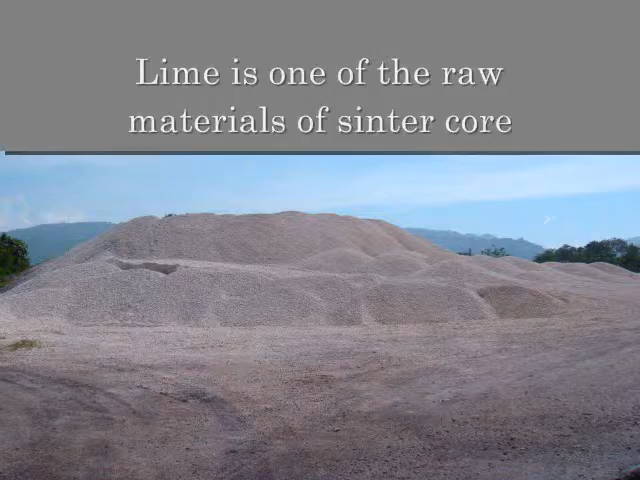 Lime is one of the raw
materials of sinter core